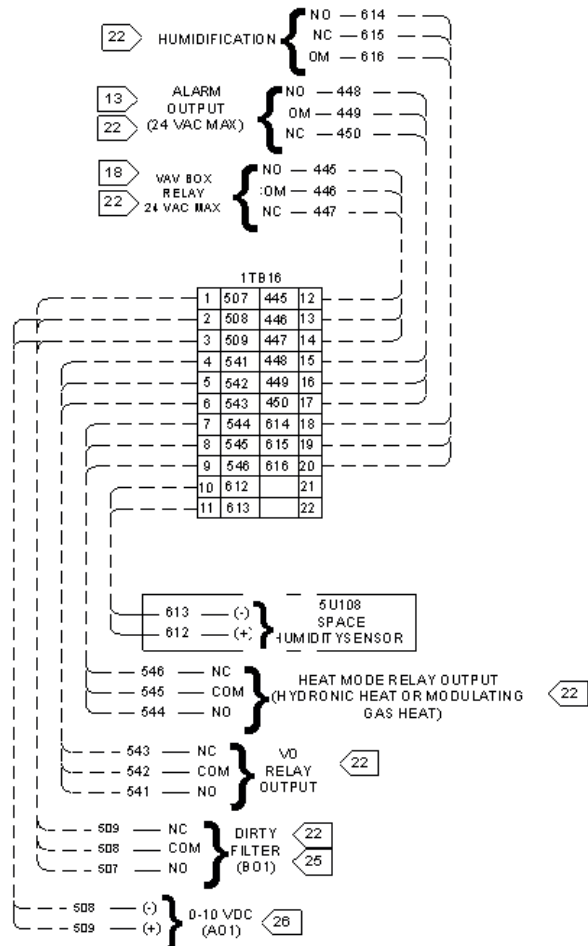 22 HUMIDIFICATION
NO — 614
NC — 615
OM — 616
13 ALARM
OUTPUT
22 (24 VAC MAX)
NO — 448
OM — 449
NC — 450
18 VAV BOX
RELAY
22 24 VAC MAX
NO — 445
:OM — 446
NC — 447
1TB16
1 507 445 12
2 508 446 13
3 509 447 14
4 541 448 15
5 542 449 16
6 543 450 17
7 544 614 18
8 545 615 19
9 546 616 20
10 612 21
11 613 22
613 — (-)
612 — (+)
5U108
SPACE
HUMIDITYSENSOR
546 — NC
545 — COM
544 — NO
HEAT MODE RELAY OUTPUT
(HYDRONIC HEAT OR MODULATING
GAS HEAT)
22
543 — NC
542 — COM
541 — NO
VO
RELAY
OUTPUT
22
509 — NC
508 — COM
507 — NO
DIRTY
FILTER
(BO1)
22
25
508 — (-)
509 — (+)
0-10 VDC
(AO1)
26